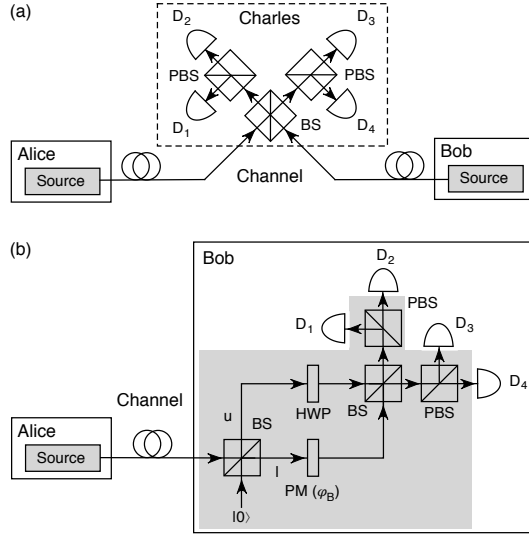 (a)
Charles
D2
D3
PBS
PBS
D1
BS
D4
Alice
Source
Channel
Bob
Source
(b)
Bob
D2
PBS
D1
D3
Channel
u
HWP
BS
PBS
D4
Alice
Source
BS
l
PM (φB)
|0⟩